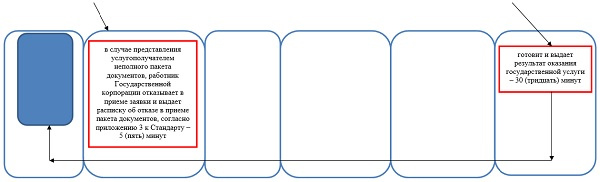 в случае представления
услугополучателем
неполного пакета
документов, работник
Государственной
корпорации отказывает в
приеме заявки и выдает
расписку об отказе в приеме
пакета документов, согласно
приложению 3 к Стандарту –
5 (пять) минут
готовит и выдает
результат оказания
государственной услуги
– 30 (тридцать) минут